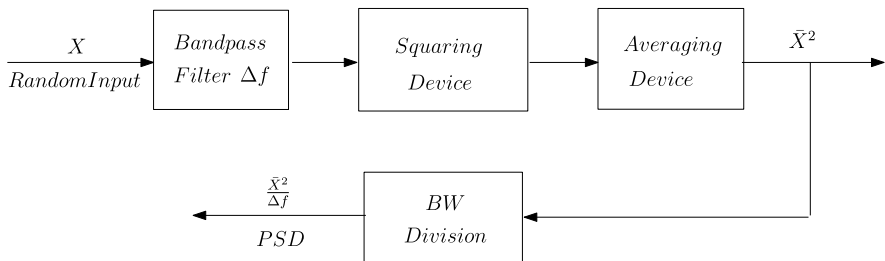 X
RandomInput
Bandpass
Filter Δf
Squaring
Device
Averaging
Device
X̄²
X̄²/Δf
PSD
BW
Division